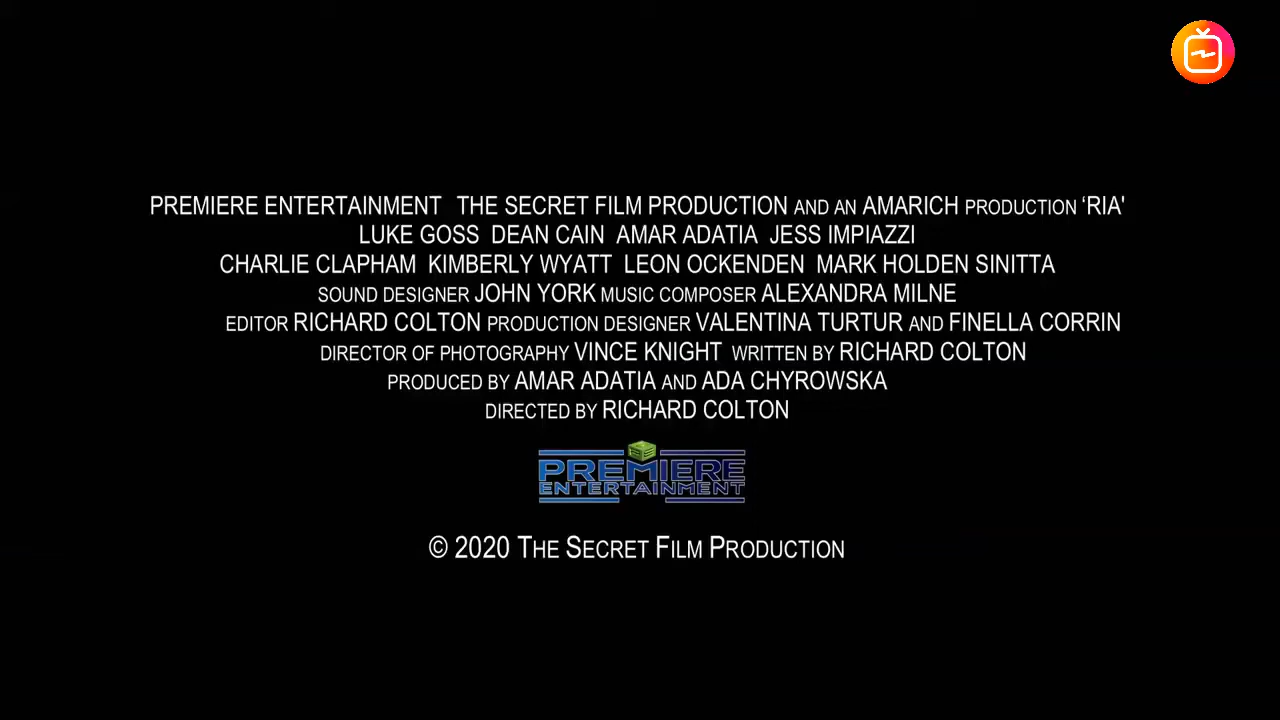 PREMIERE ENTERTAINMENT THE SECRET FILM PRODUCTION AND AN AMARICH PRODUCTION ‘RIA'
LUKE GOSS DEAN CAIN AMAR ADATIA JESS IMPIAZZI
CHARLIE CLAPHAM KIMBERLY WYATT LEON OCKENDEN MARK HOLDEN SINITTA
SOUND DESIGNER JOHN YORK MUSIC COMPOSER ALEXANDRA MILNE
EDITOR RICHARD COLTON PRODUCTION DESIGNER VALENTINA TURTUR AND FINELLA CORRIN
DIRECTOR OF PHOTOGRAPHY VINCE KNIGHT WRITTEN BY RICHARD COLTON
PRODUCED BY AMAR ADATIA AND ADA CHYROWSKA
DIRECTED BY RICHARD COLTON
PREMIERE
ENTERTAINMENT
© 2020 THE SECRET FILM PRODUCTION